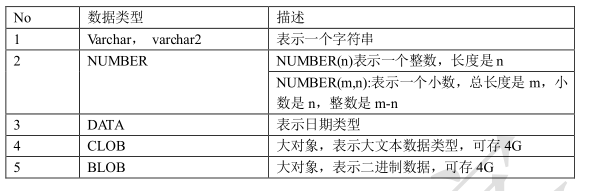 No 数据类型 描述
1 Varchar， varchar2 表示一个字符串
2 NUMBER NUMBER(n)表示一个整数，长度是 n
NUMBER(m,n):表示一个小数，总长度是 m，小
数是 n，整数是 m-n
3 DATA 表示日期类型
4 CLOB 大对象，表示大文本数据类型，可存 4G
5 BLOB 大对象，表示二进制数据，可存 4G